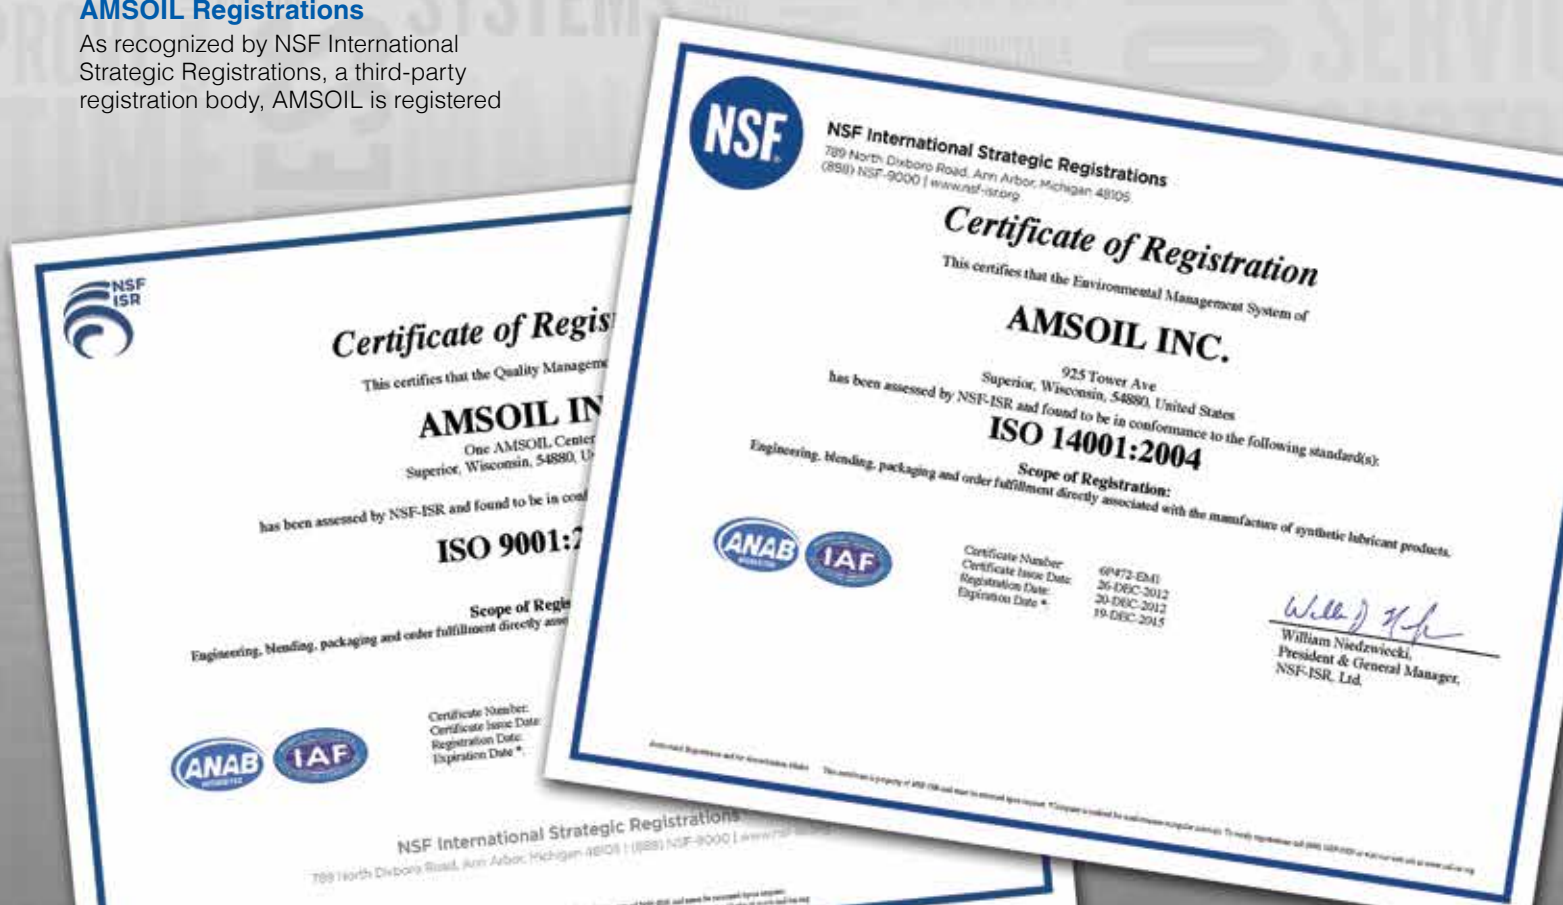 AMSOIL Registrations
As recognized by NSF International
Strategic Registrations, a third-party
registration body, AMSOIL is registered
NSF
ISR
Certificate of Regis
This certifies that the Quality Managem
AMSOIL IN
One AMSOIL Center
Superior, Wisconsin, 54880, U
has been assessed by NSF-ISR and found to be in conf
ISO 9001:2
Scope of Regis
Engineering, blending, packaging and order fulfillment directly asso
ANAB
IAF
Certificate Number:
Certificate Issue Date:
Registration Date:
Expiration Date *:
NSF International Strategic Registrations
789 North Dixboro Road, Ann Arbor, Michigan 48105 | (888) NSF-9000 |
NSF
NSF International Strategic Registrations
789 North Dixboro Road, Ann Arbor, Michigan 48105
(888) NSF-9000 | www.nsf-isr.org
Certificate of Registration
This certifies that the Environmental Management System of
AMSOIL INC.
925 Tower Ave
Superior, Wisconsin, 54880, United States
has been assessed by NSF-ISR and found to be in conformance to the following standard(s):
ISO 14001:2004
Scope of Registration:
Engineering, blending, packaging and order fulfillment directly associated with the manufacture of synthetic lubricant products.
ANAB
IAF
Certificate Number:
Certificate Issue Date: 26-DEC-2012
Registration Date: 20-DEC-2012
Expiration Date *: 19-DEC-2015
William Niedzwiecki,
President & General Manager,
NSF-ISR, Ltd.